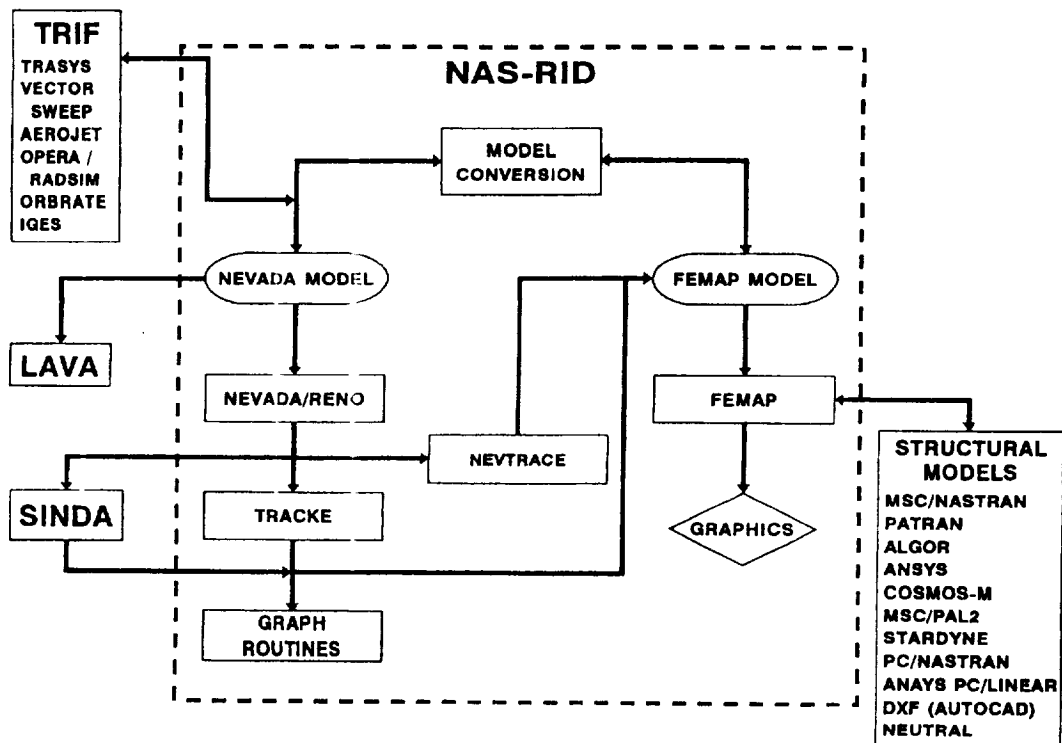 TRIF
TRASYS
VECTOR
SWEEP
AEROJET
OPERA /
RADSIM
ORBRATE
IGES
NAS-RID
MODEL
CONVERSION
NEVADA MODEL
FEMAP MODEL
LAVA
NEVADA/RENO
FEMAP
NEVTRACE
SINDA
TRACKE
GRAPHICS
GRAPH
ROUTINES
STRUCTURAL
MODELS
MSC/NASTRAN
PATRAN
ALGOR
ANSYS
COSMOS-M
MSC/PAL2
STARDYNE
PC/NASTRAN
ANAYS PC/LINEAR
DXF (AUTOCAD)
NEUTRAL